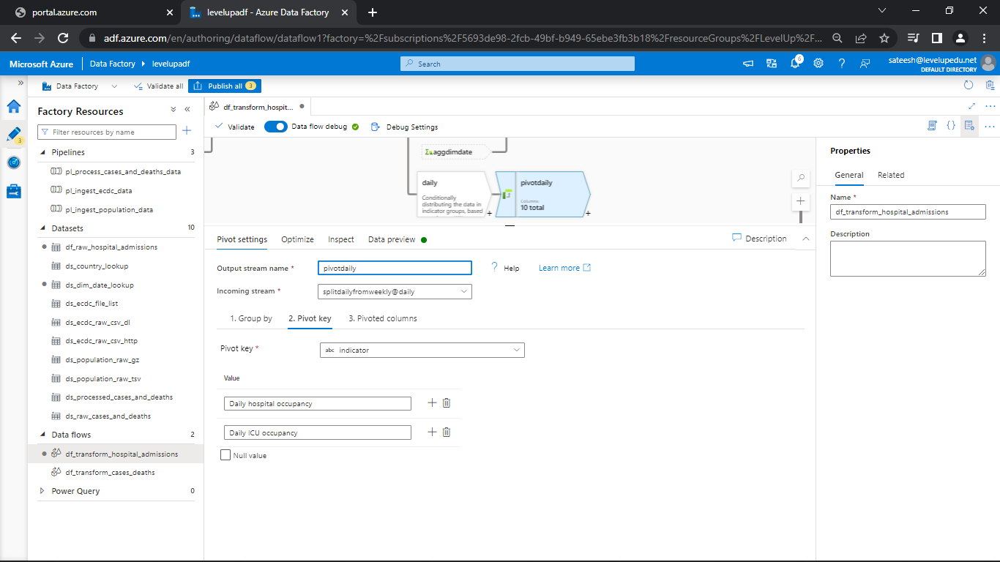 portal.azure.com
levelupadf - Azure Data Factory
adf.azure.com/en/authoring/dataflow/dataflow1?factory=%2Fsubscriptions%2F5693de98-2fcb-49bf-b949-65ebe3fb3b18%2FresourceGroups%2FLevelUp%2F...
Microsoft Azure
Data Factory
levelupadf
Search
6
sateesh@levelupedu.net
DEFAULT DIRECTORY
Data Factory
Validate all
Publish all
3
3
Factory Resources
Filter resources by name
Pipelines 3
pl_process_cases_and_deaths_data
pl_ingest_ecdc_data
pl_ingest_population_data
Datasets 10
df_raw_hospital_admissions
ds_country_lookup
ds_dim_date_lookup
ds_ecdc_file_list
ds_ecdc_raw_csv_dl
ds_ecdc_raw_csv_http
ds_population_raw_gz
ds_population_raw_tsv
ds_processed_cases_and_deaths
ds_raw_cases_and_deaths
Data flows 2
df_transform_hospital_admissions
df_transform_cases_deaths
Power Query 0
df_transform_hospit...
Validate
Data flow debug
Debug Settings
aggdimdate
daily
Conditionally
distributing the data in
indicator groups, based
pivotdaily
Columns:
10 total
Pivot settings
Optimize
Inspect
Data preview
Description
Output stream name *
pivotdaily
Help
Learn more
Incoming stream *
splitdailyfromweekly@daily
1. Group by
2. Pivot key
3. Pivoted columns
Pivot key *
abc indicator
Value
Daily hospital occupancy
Daily ICU occupancy
Null value
Properties
General
Related
Name *
df_transform_hospital_admissions
Description